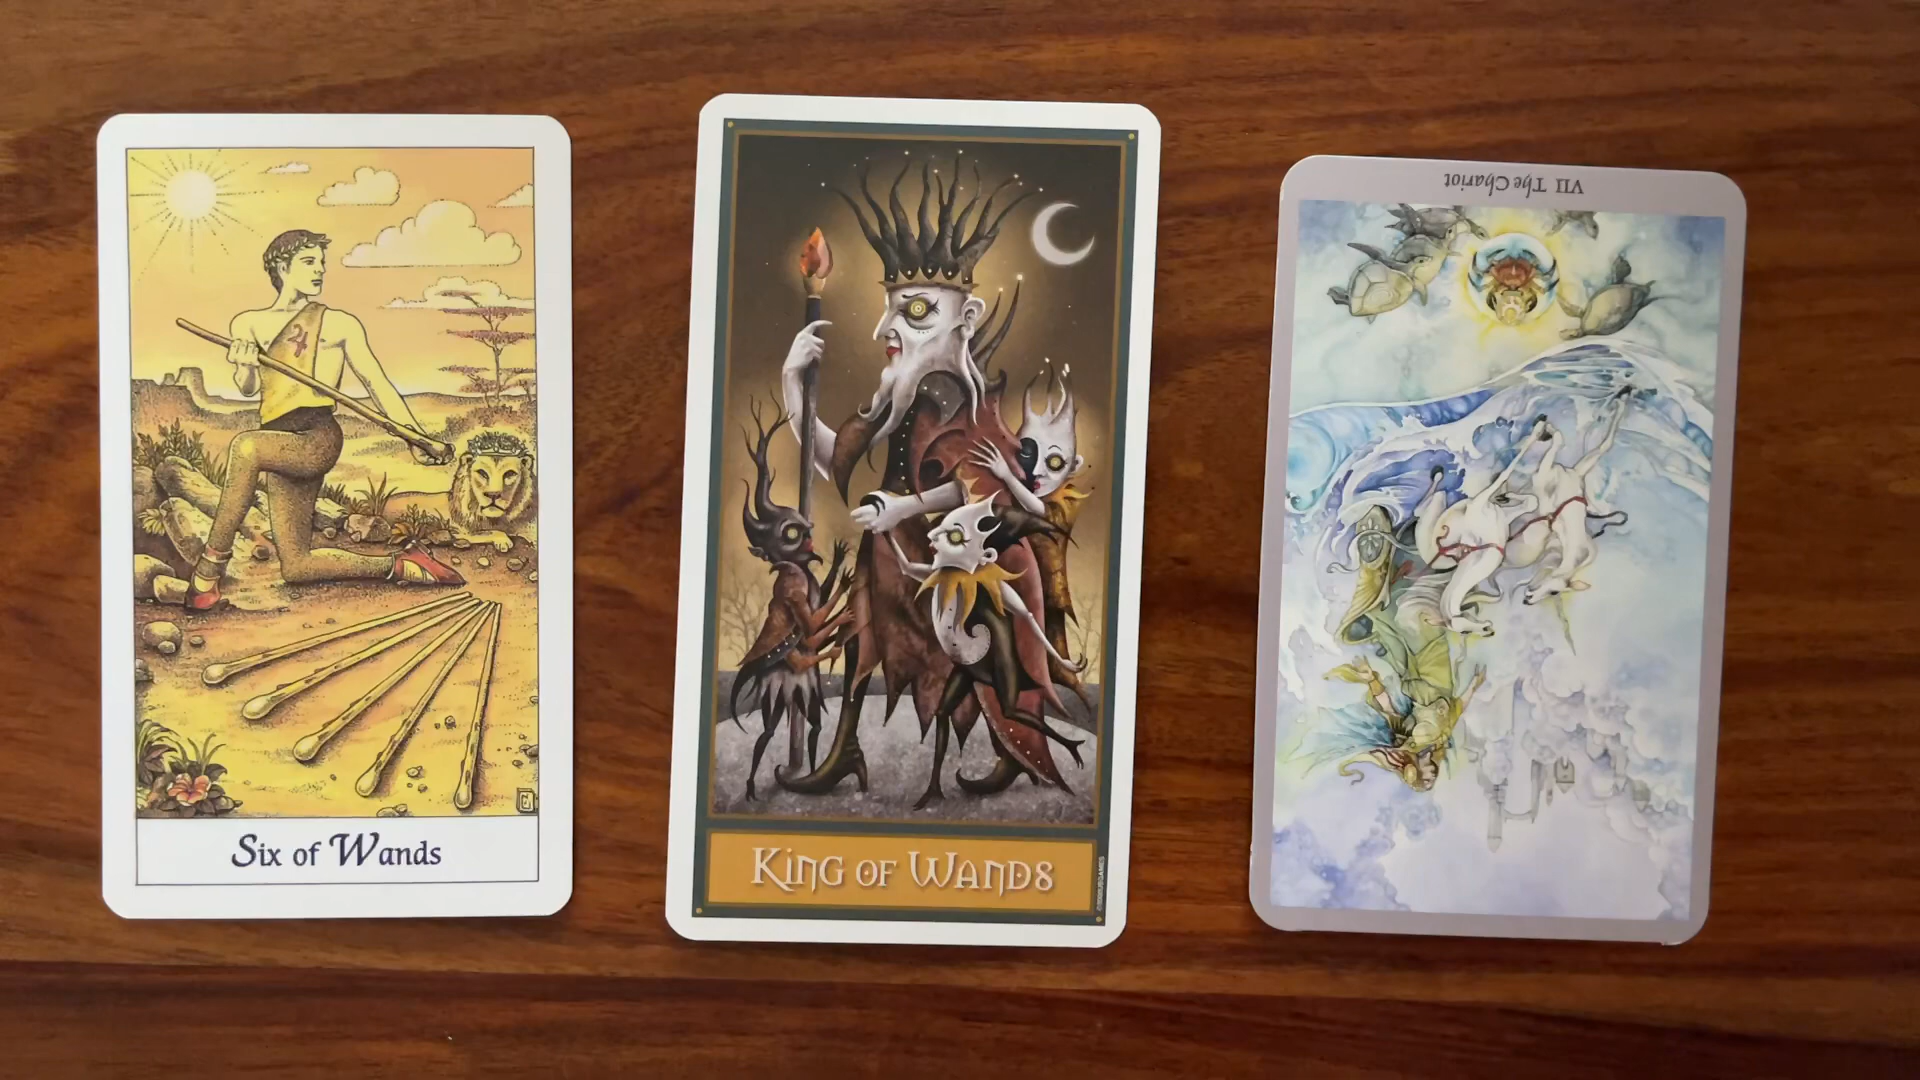 Six of Wands
King of Wands
VII The Chariot